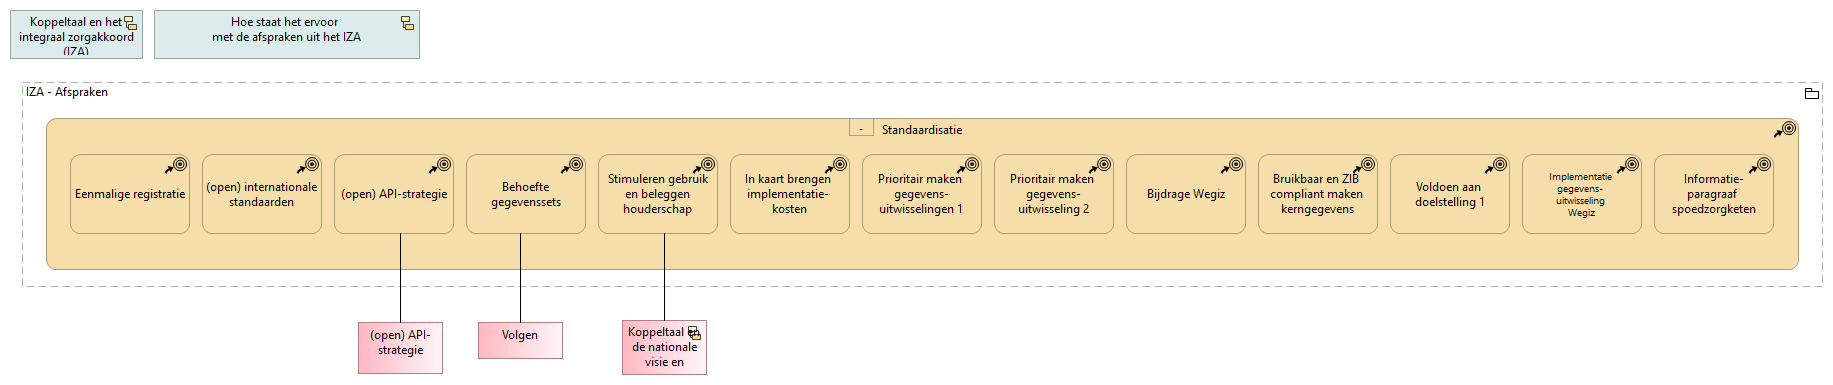 Koppeltaal en het
integraal zorgakkoord
(IZA)
Hoe staat het ervoor
met de afspraken uit het IZA
IZA - Afspraken
-
Standaardisatie
Eenmalige registratie
(open) internationale
standaarden
(open) API-strategie
Behoefte
gegevenssets
Stimuleren gebruik
en beleggen
houderschap
In kaart brengen
implementatie-
kosten
Prioritair maken
gegevens-
uitwisselingen 1
Prioritair maken
gegevens-
uitwisseling 2
Bijdrage Wegiz
Bruikbaar en ZIB
compliant maken
kerngegevens
Voldoen aan
doelstelling 1
Implementatie
gegevens-
uitwisseling
Wegiz
Informatie-
paragraaf
spoedzorgketen
(open) API-
strategie
Volgen
Koppeltaal en
de nationale
visie en